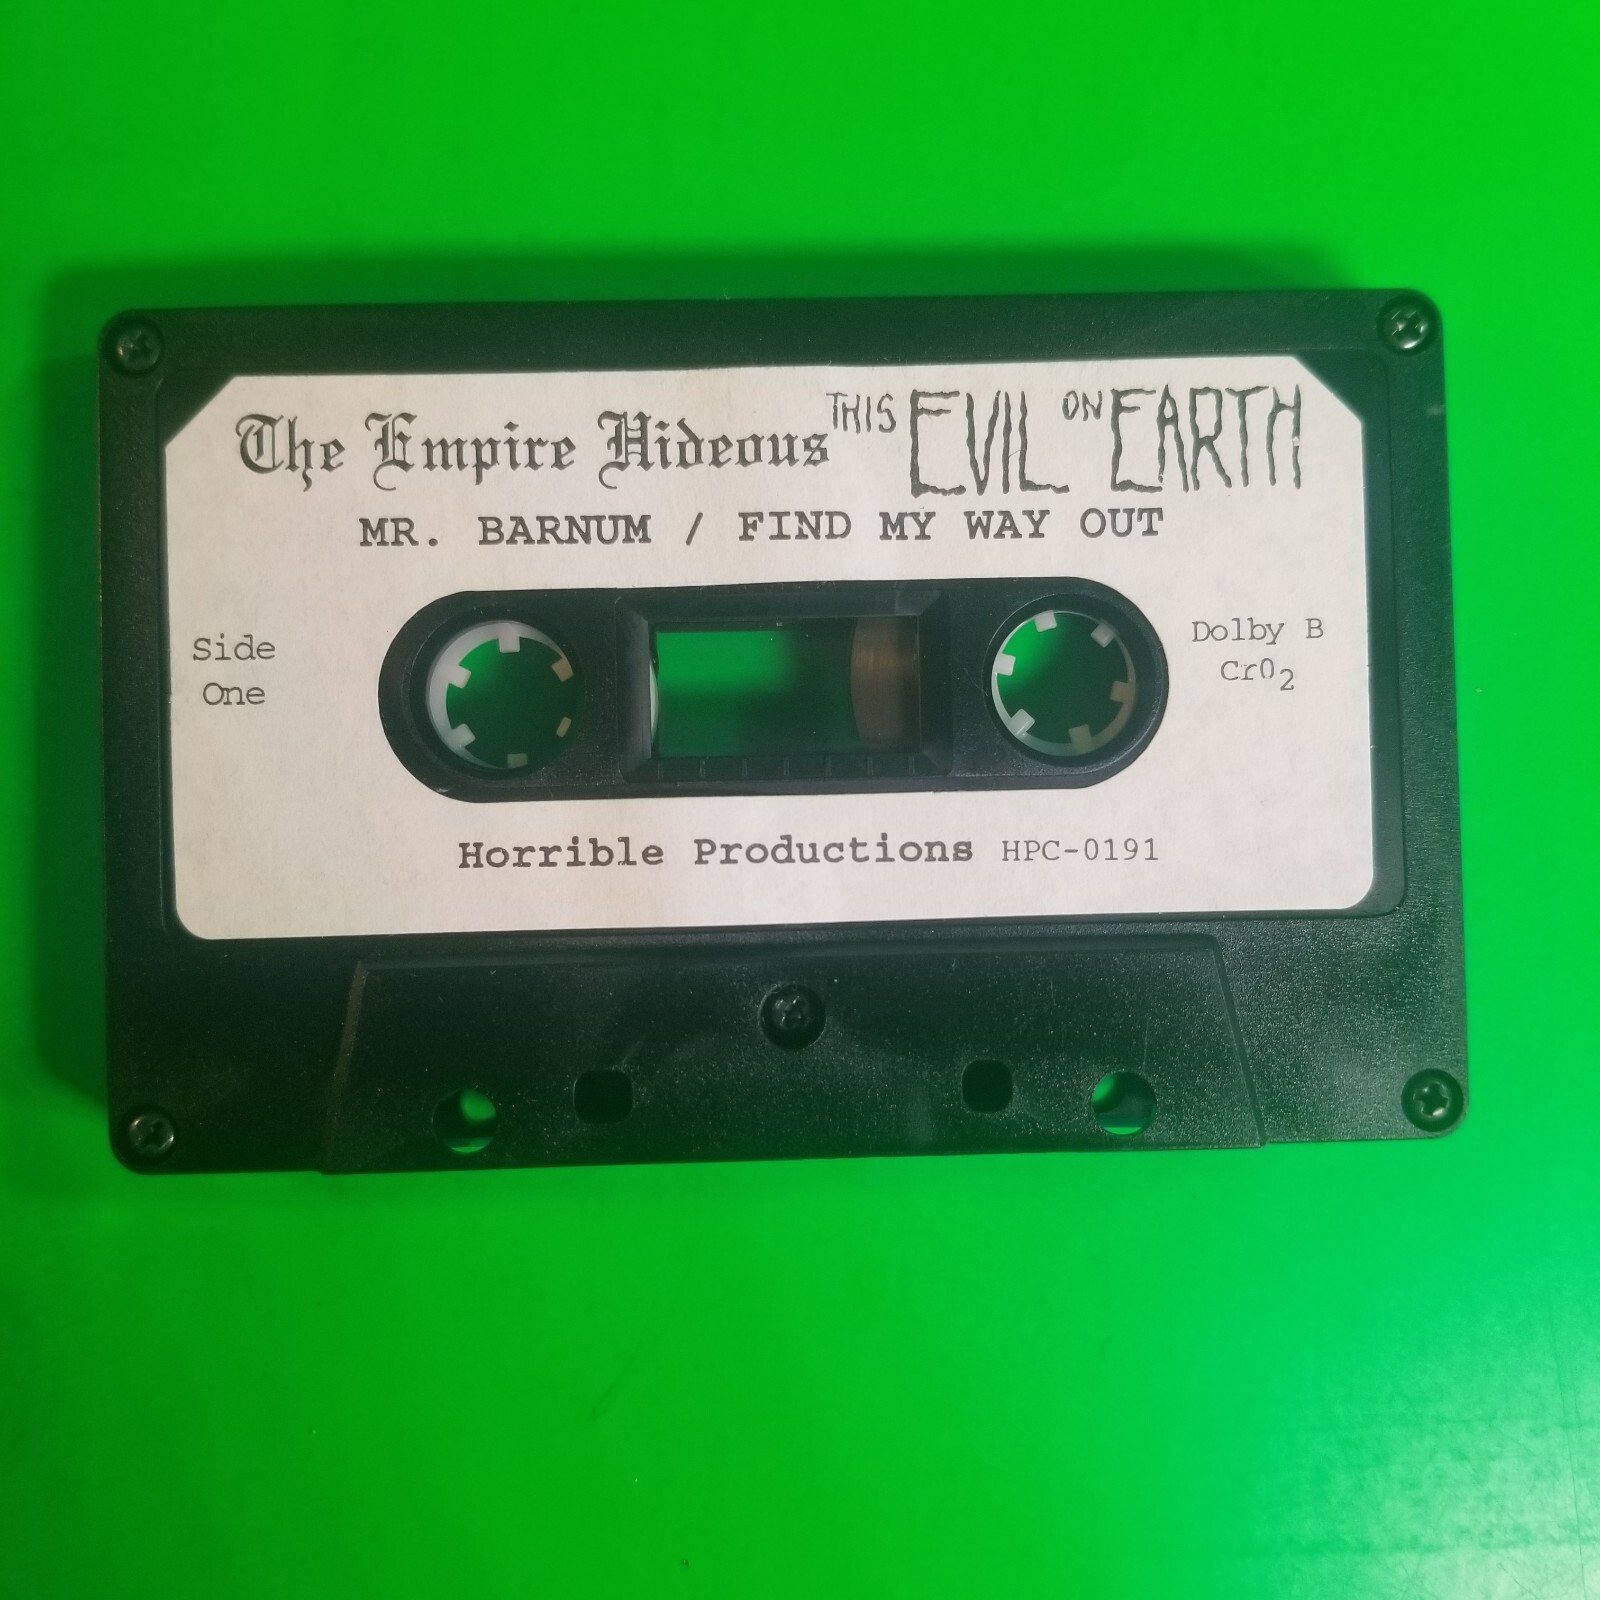 The Empire Hideous THIS EVIL ON EARTH
MR. BARNUM / FIND MY WAY OUT
Side
One
Dolby B
CrO2
Horrible Productions HPC-0191